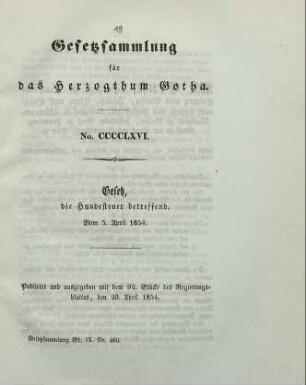 Gesetzsammlung
für
das Herzogthum Gotha.
No. CCCCLXVI.
Gesetz,
die Hundesteuer betreffend.
Vom 5. April 1854.
Publicirt und ausgegeben mit dem 92. Stücke des Regierungs-
blattes, den 20. April 1854.
Gesetzsammlung Bd. IX. Nr. 466.